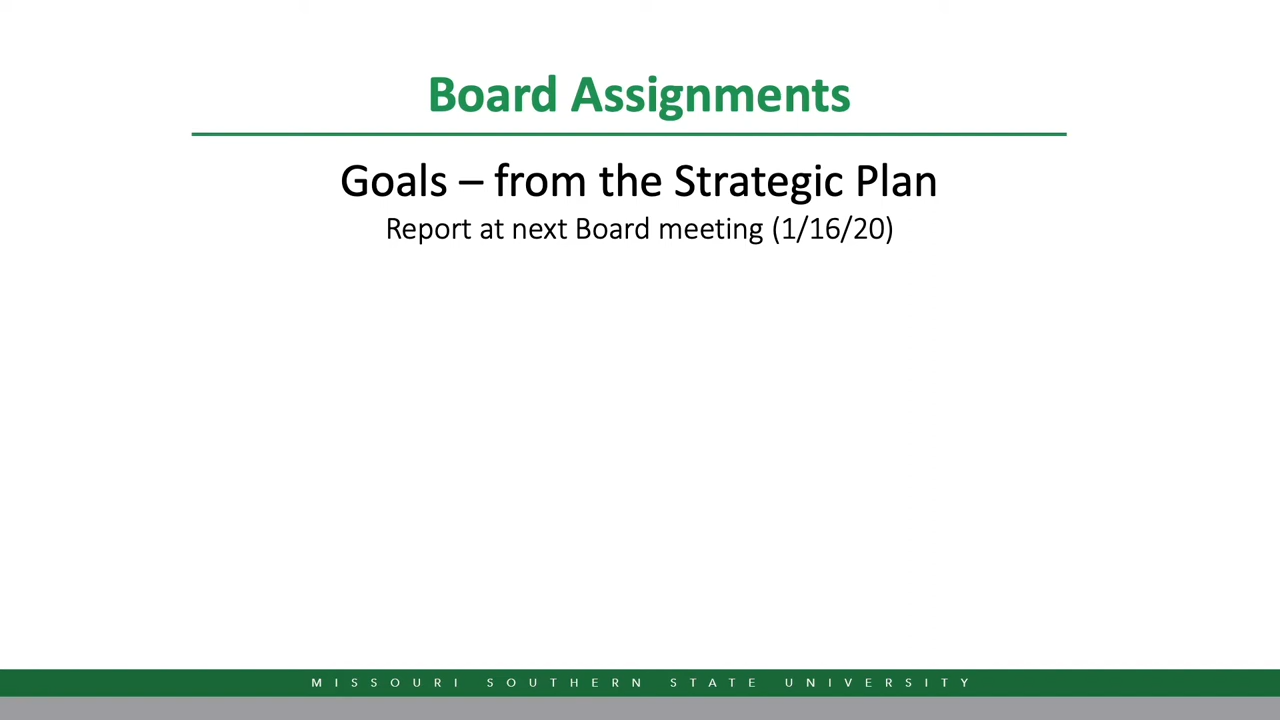 Board Assignments
Goals – from the Strategic Plan
Report at next Board meeting (1/16/20)
MISSOURI SOUTHERN STATE UNIVERSITY